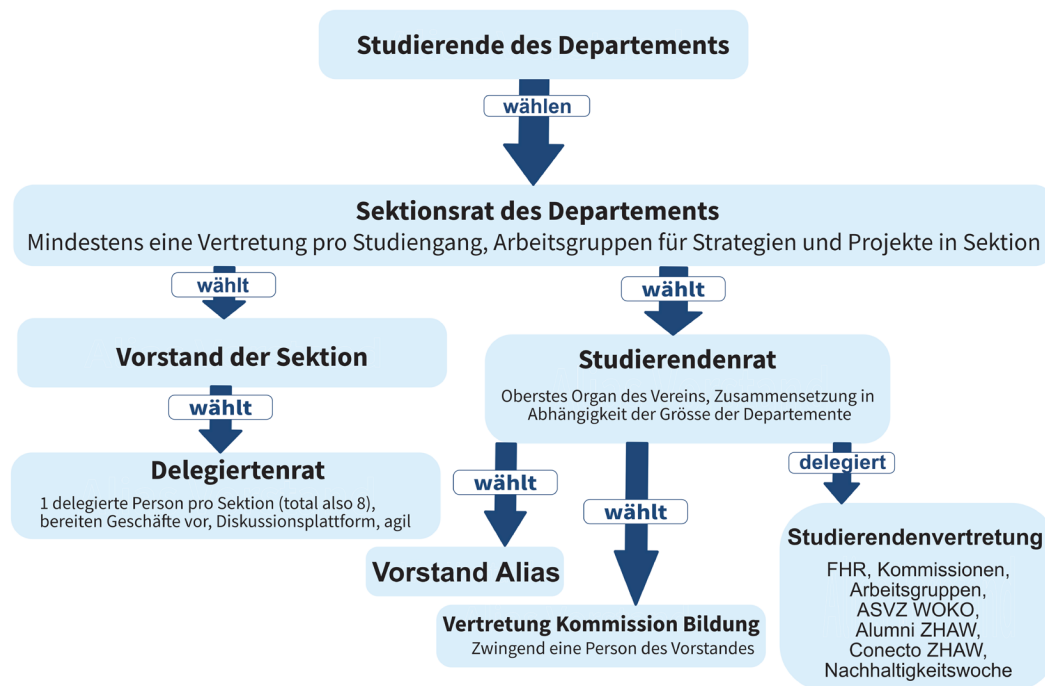 Studierende des Departements
wählen
Sektionsrat des Departements
Mindestens eine Vertretung pro Studiengang, Arbeitsgruppen für Strategien und Projekte in Sektion
wählt
wählt
Vorstand der Sektion
Studierendenrat
Oberstes Organ des Vereins, Zusammensetzung in
Abhängigkeit der Grösse der Departemente
wählt
Delegiertenrat
1 delegierte Person pro Sektion (total also 8),
bereiten Geschäfte vor, Diskussionsplattform, agil
wählt
wählt
delegiert
Vorstand Alias
Vertretung Kommission Bildung
Zwingend eine Person des Vorstandes
Studierendenvertretung
FHR, Kommissionen,
Arbeitsgruppen,
ASVZ WOKO,
Alumni ZHAW,
Conecto ZHAW,
Nachhaltigkeitswoche